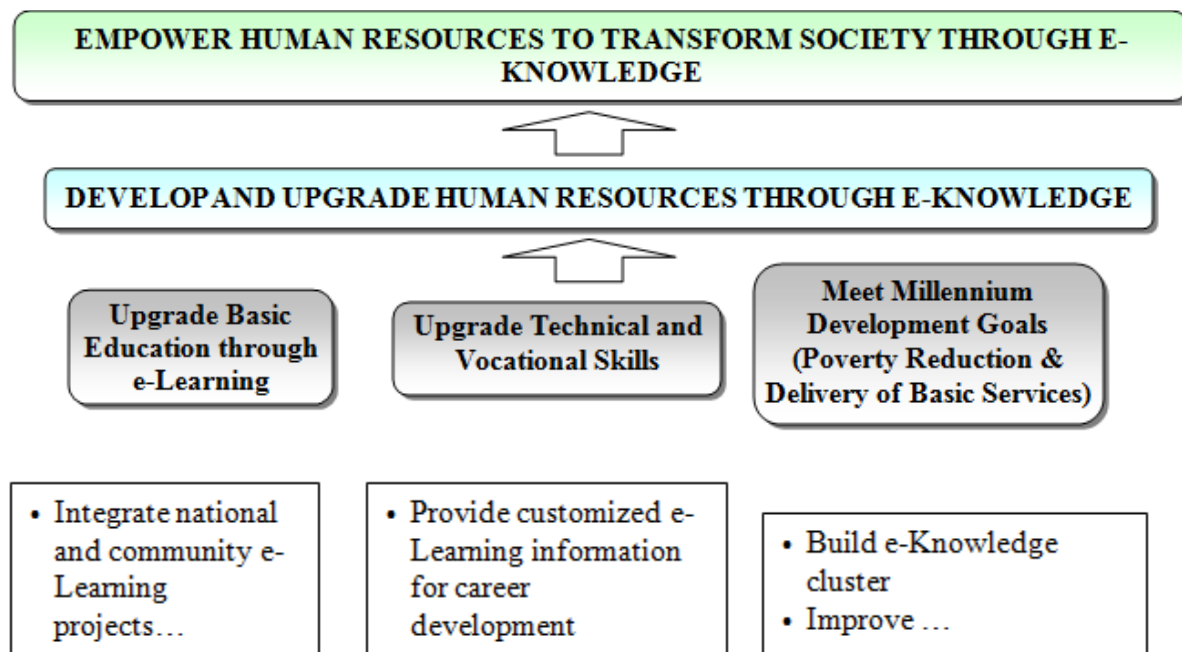 EMPOWER HUMAN RESOURCES TO TRANSFORM SOCIETY THROUGH E-
KNOWLEDGE
DEVELOP AND UPGRADE HUMAN RESOURCES THROUGH E-KNOWLEDGE
Upgrade Basic
Education through
e-Learning
Upgrade Technical and
Vocational Skills
Meet Millennium
Development Goals
(Poverty Reduction &
Delivery of Basic Services)
• Integrate national
and community e-
Learning
projects…
• Provide customized e-
Learning information
for career
development
• Build e-Knowledge
cluster
• Improve …